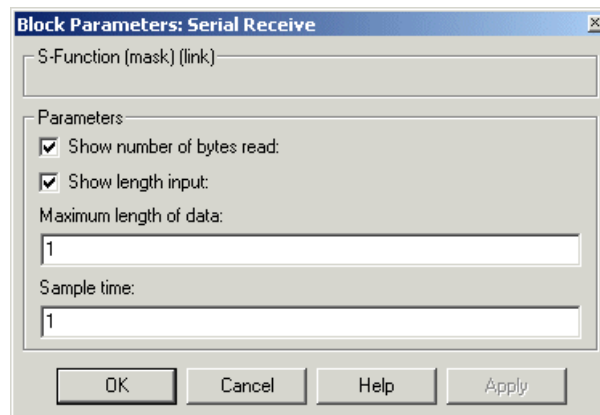 Block Parameters: Serial Receive
S-Function (mask) (link)
Parameters
Show number of bytes read:
Show length input:
Maximum length of data:
1
Sample time:
1
OK Cancel Help Apply